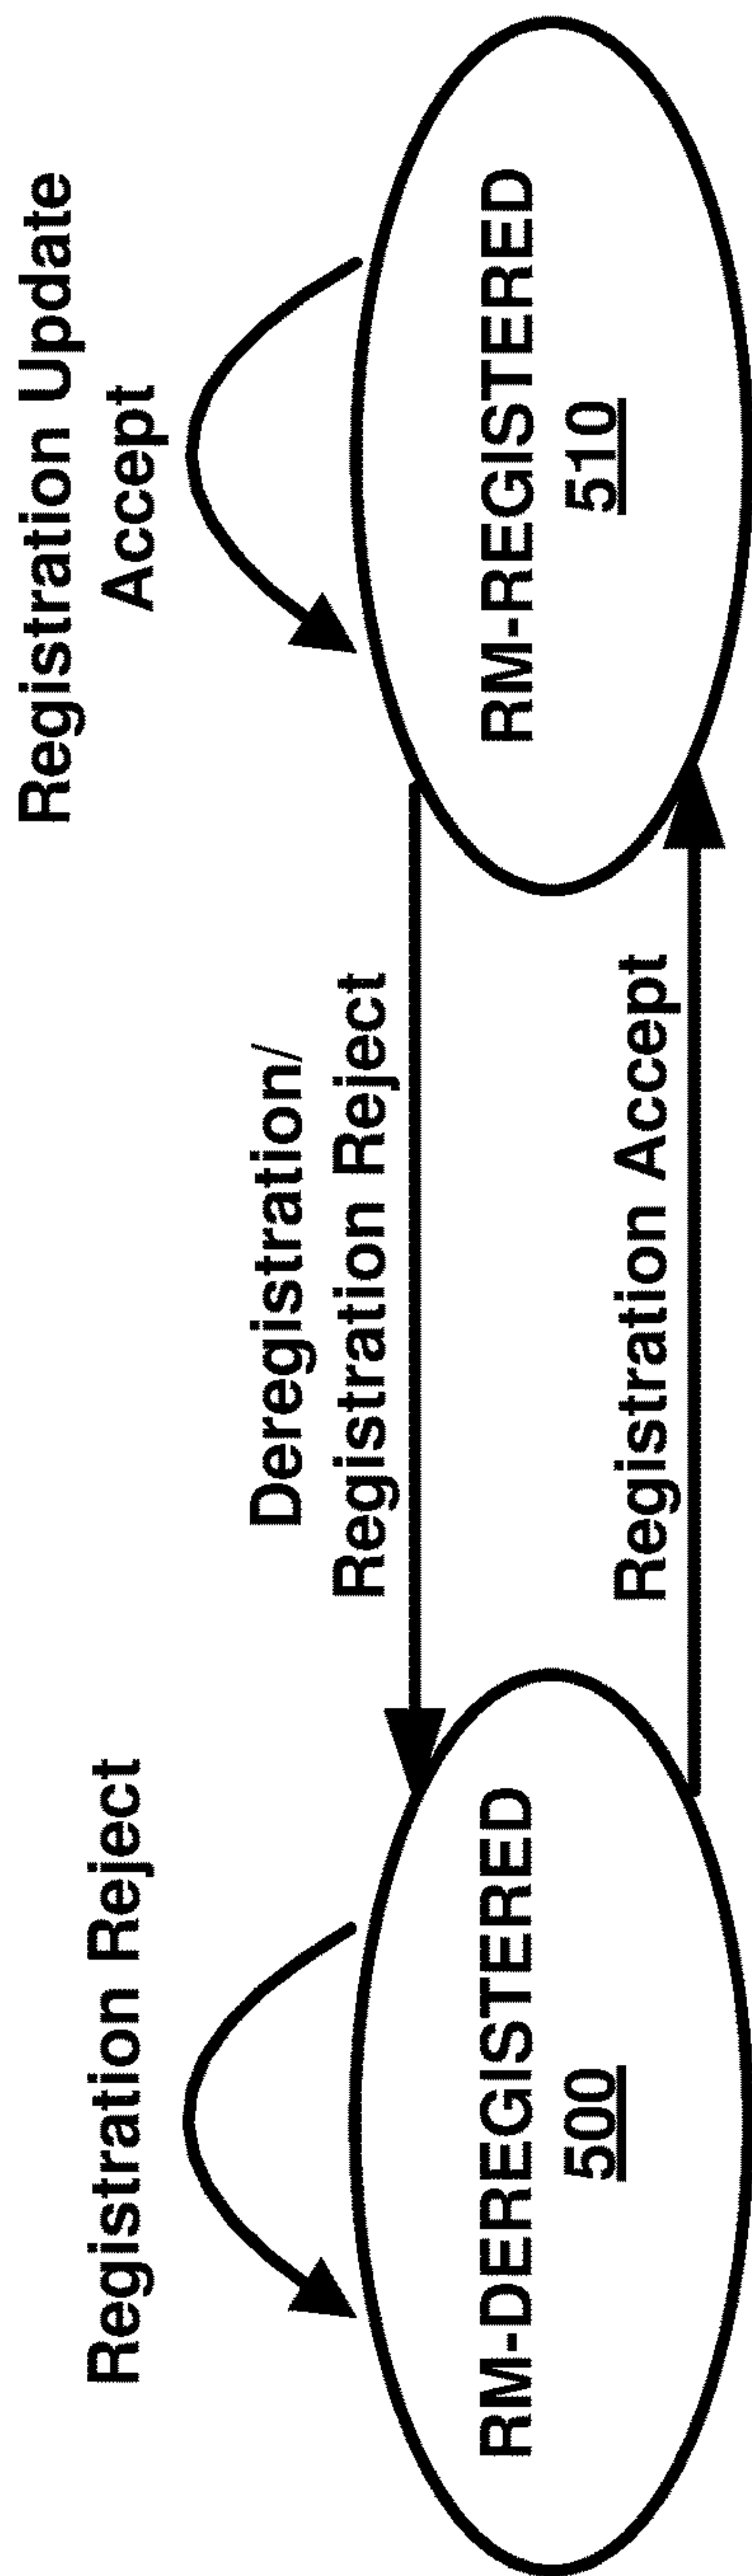 Registration Reject
RM-DEREGISTERED
500
Deregistration/
Registration Reject
Registration Accept
Registration Update
Accept
RM-REGISTERED
510